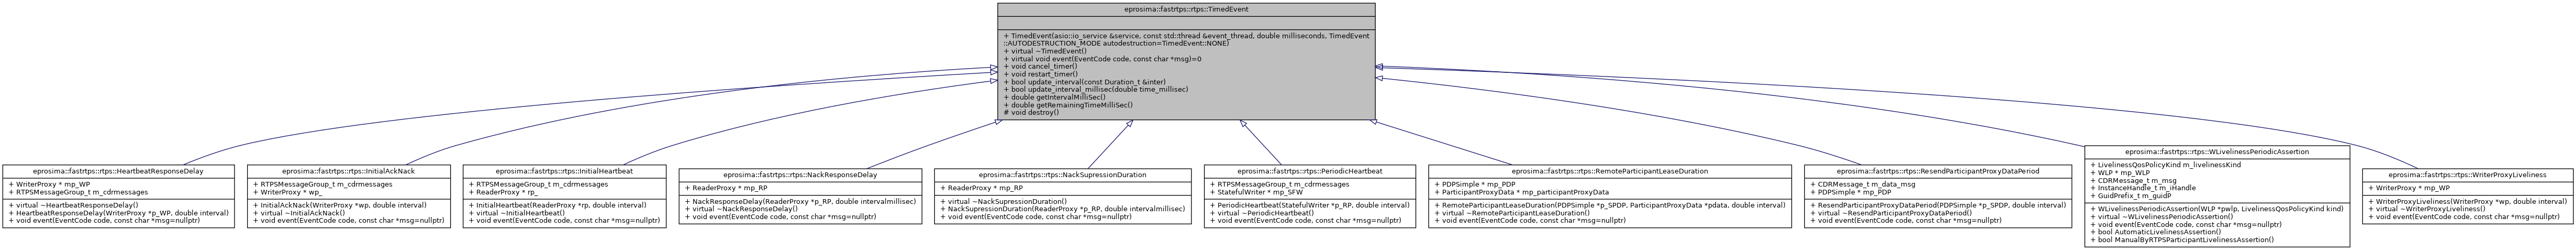 eprosima::fastrtps::rtps::TimedEvent
+ TimedEvent(asio::io_service &service, const std::thread &event_thread, double milliseconds, TimedEvent
::AUTODESTRUCTION_MODE autodestruction=TimedEvent::NONE)
+ virtual ~TimedEvent()
+ virtual void event(EventCode code, const char *msg)=0
+ void cancel_timer()
+ void restart_timer()
+ bool update_interval(const Duration_t &inter)
+ bool update_interval_millisec(double time_millisec)
+ double getIntervalMilliSec()
+ double getRemainingTimeMilliSec()
# void destroy()
eprosima::fastrtps::rtps::HeartbeatResponseDelay
+ WriterProxy * mp_WP
+ RTPSMessageGroup_t m_cdrmessages
+ virtual ~HeartbeatResponseDelay()
+ HeartbeatResponseDelay(WriterProxy *p_WP, double interval)
+ void event(EventCode code, const char *msg=nullptr)
eprosima::fastrtps::rtps::InitialAckNack
+ RTPSMessageGroup_t m_cdrmessages
+ WriterProxy * wp_
+ InitialAckNack(WriterProxy *wp, double interval)
+ virtual ~InitialAckNack()
+ void event(EventCode code, const char *msg=nullptr)
eprosima::fastrtps::rtps::InitialHeartbeat
+ RTPSMessageGroup_t m_cdrmessages
+ ReaderProxy * rp_
+ InitialHeartbeat(ReaderProxy *rp, double interval)
+ virtual ~InitialHeartbeat()
+ void event(EventCode code, const char *msg=nullptr)
eprosima::fastrtps::rtps::NackResponseDelay
+ ReaderProxy * mp_RP
+ NackResponseDelay(ReaderProxy *p_RP, double intervalmillisec)
+ virtual ~NackResponseDelay()
+ void event(EventCode code, const char *msg=nullptr)
eprosima::fastrtps::rtps::NackSupressionDuration
+ ReaderProxy * mp_RP
+ virtual ~NackSupressionDuration()
+ NackSupressionDuration(ReaderProxy *p_RP, double intervalmillisec)
+ void event(EventCode code, const char *msg=nullptr)
eprosima::fastrtps::rtps::PeriodicHeartbeat
+ RTPSMessageGroup_t m_cdrmessages
+ StatefulWriter * mp_SFW
+ PeriodicHeartbeat(StatefulWriter *p_RP, double interval)
+ virtual ~PeriodicHeartbeat()
+ void event(EventCode code, const char *msg=nullptr)
eprosima::fastrtps::rtps::RemoteParticipantLeaseDuration
+ PDPSimple * mp_PDP
+ ParticipantProxyData * mp_participantProxyData
+ RemoteParticipantLeaseDuration(PDPSimple *p_SPDP, ParticipantProxyData *pdata, double interval)
+ virtual ~RemoteParticipantLeaseDuration()
+ void event(EventCode code, const char *msg=nullptr)
eprosima::fastrtps::rtps::ResendParticipantProxyDataPeriod
+ CDRMessage_t m_data_msg
+ PDPSimple * mp_PDP
+ ResendParticipantProxyDataPeriod(PDPSimple *p_SPDP, double interval)
+ virtual ~ResendParticipantProxyDataPeriod()
+ void event(EventCode code, const char *msg=nullptr)
eprosima::fastrtps::rtps::WLivelinessPeriodicAssertion
+ LivelinessQosPolicyKind m_livelinessKind
+ WLP * mp_WLP
+ CDRMessage_t m_msg
+ InstanceHandle_t m_iHandle
+ GuidPrefix_t m_guidP
+ WLivelinessPeriodicAssertion(WLP *pwlp, LivelinessQosPolicyKind kind)
+ virtual ~WLivelinessPeriodicAssertion()
+ void event(EventCode code, const char *msg=nullptr)
+ bool AutomaticLivelinessAssertion()
+ bool ManualByRTPSParticipantLivelinessAssertion()
eprosima::fastrtps::rtps::WriterProxyLiveliness
+ WriterProxy * mp_WP
+ WriterProxyLiveliness(WriterProxy *wp, double interval)
+ virtual ~WriterProxyLiveliness()
+ void event(EventCode code, const char *msg=nullptr)